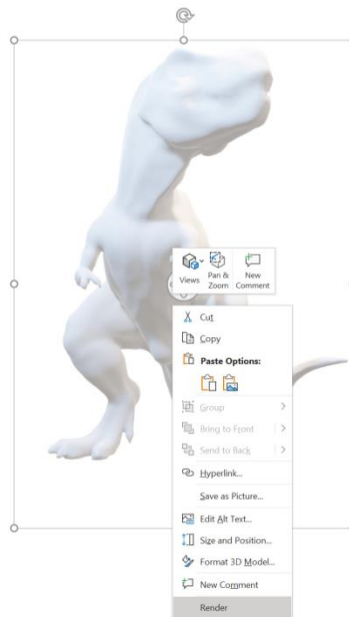 Views
Pan &
Zoom
New
Comment
Cut
Copy
Paste Options:
Group
Bring to Front
Send to Back
Hyperlink...
Save as Picture...
Edit Alt Text...
Size and Position...
Format 3D Model...
New Comment
Render